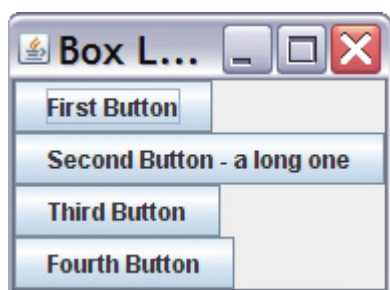 Box L...
First Button
Second Button - a long one
Third Button
Fourth Button